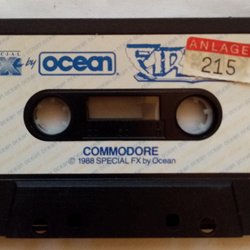 by ocean
ANLAGE
215
COMMODORE
© 1988 SPECIAL FX by Ocean